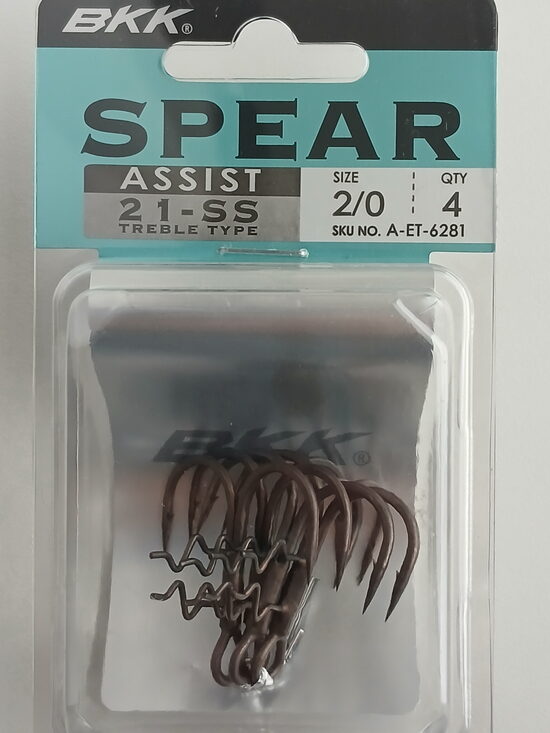 BKK®
SPEAR
ASSIST
21-SS
TREBLE TYPE
SIZE
2/0
QTY
4
SKU NO. A-ET-6281
BKK®